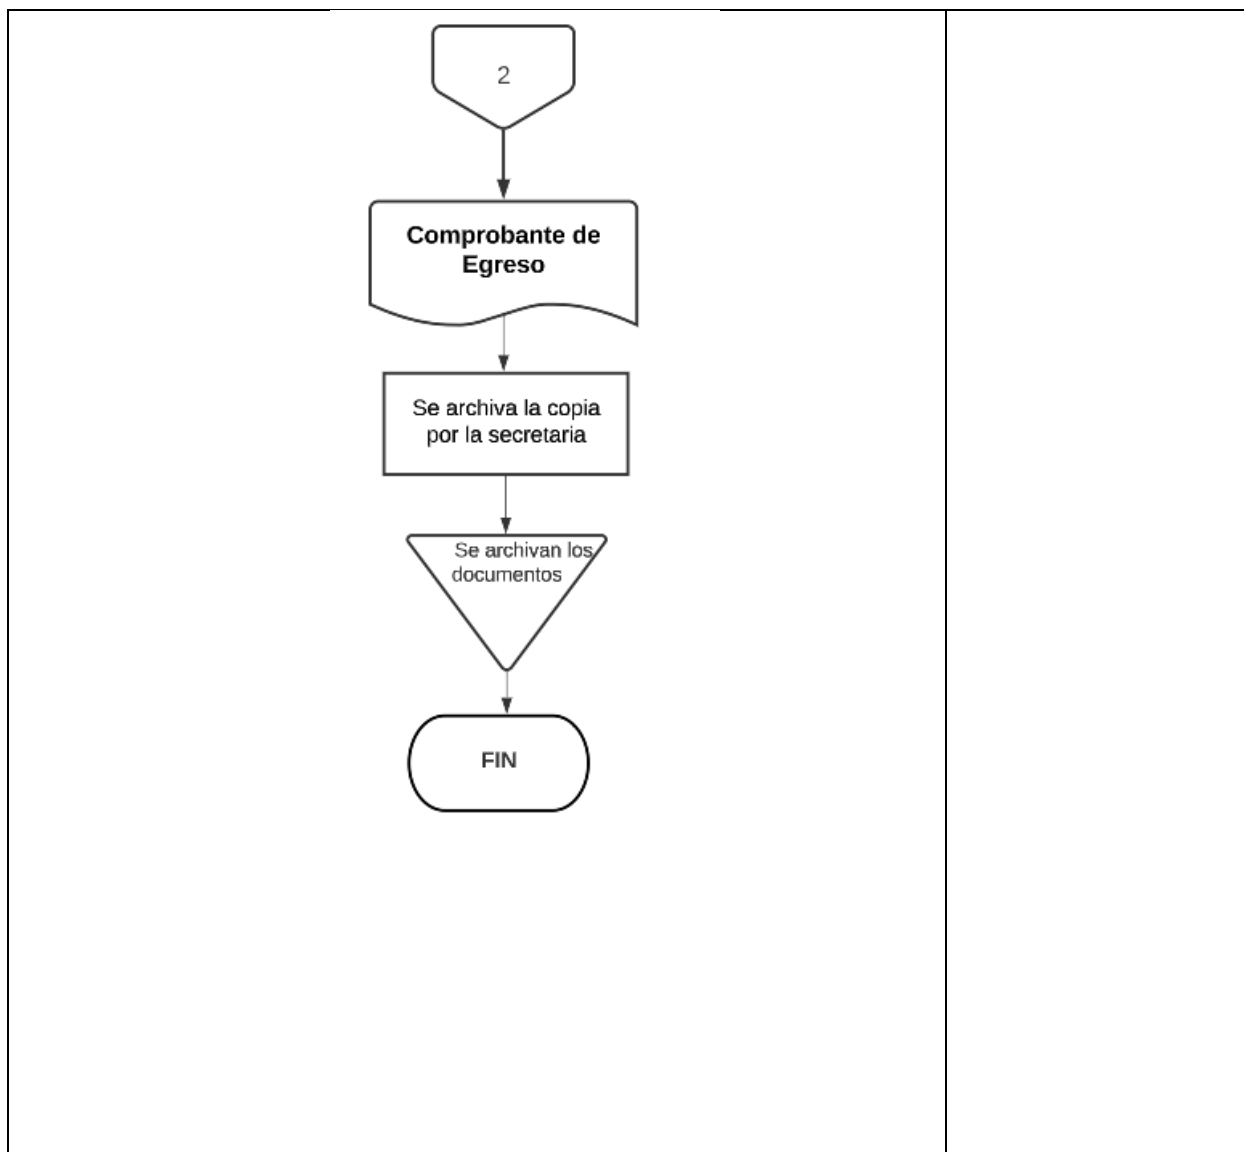 2
Comprobante de
Egreso
Se archiva la copia
por la secretaria
Se archivan los
documentos
FIN